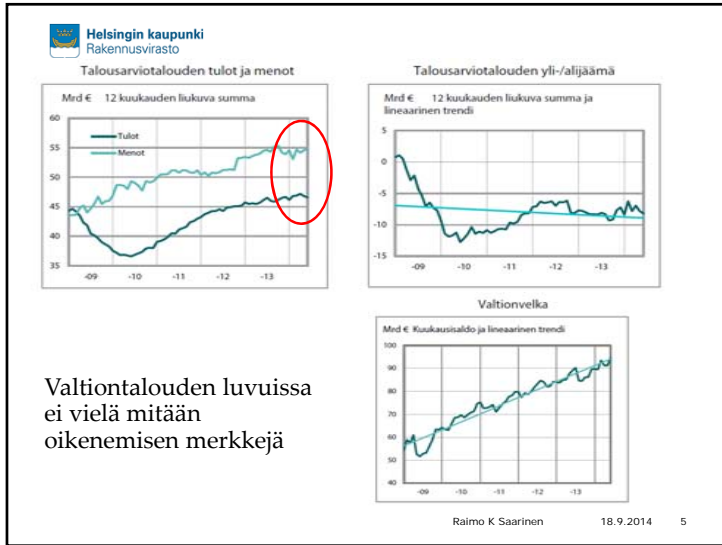 Helsingin kaupunki
Rakennusvirasto
Talousarviotalouden tulot ja menot
Mrd € 12 kuukauden liukuva summa
60
55
50
45
40
35
Tulot
Menot
-09 -10 -11 -12 -13
Talousarviotalouden yli-/alijäämä
Mrd € 12 kuukauden liukuva summa ja
lineaarinen trendi
5
0
-5
-10
-15
-09 -10 -11 -12 -13
Valtionvelka
Mrd € Kuukausisaldo ja lineaarinen trendi
100
90
80
70
60
50
40
-09 -10 -11 -12 -13
Valtiontalouden luvuissa
ei vielä mitään
oikenemisen merkkejä
Raimo K Saarinen 18.9.2014 5